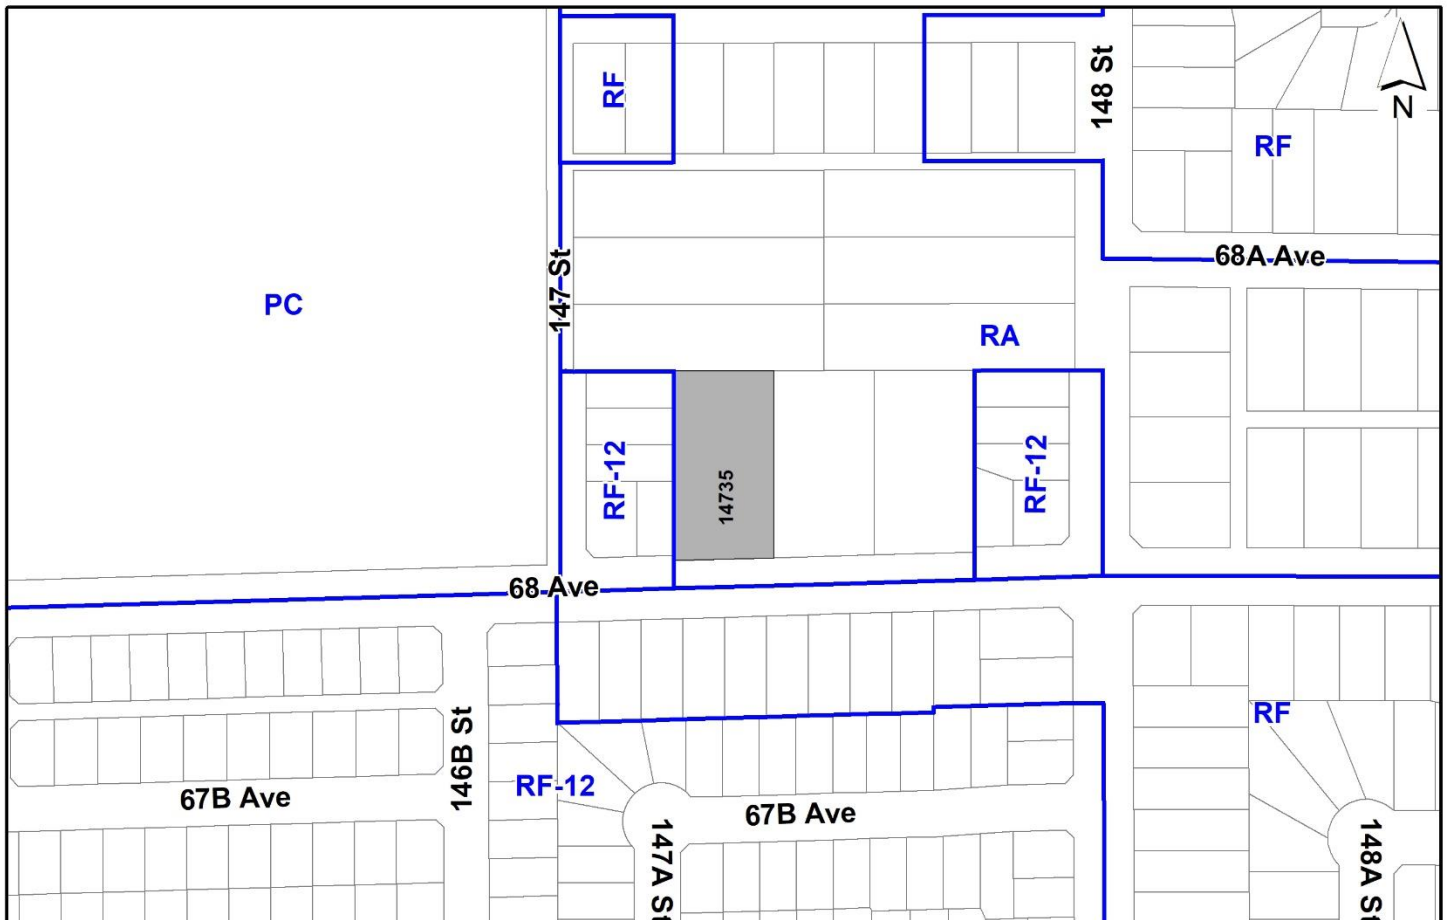 RF
148 St
N
RF
68A Ave
147 St
PC
RA
RF-12
14735
RF-12
68 Ave
RF
146B St
RF-12
67B Ave
67B Ave
147A St
148A St